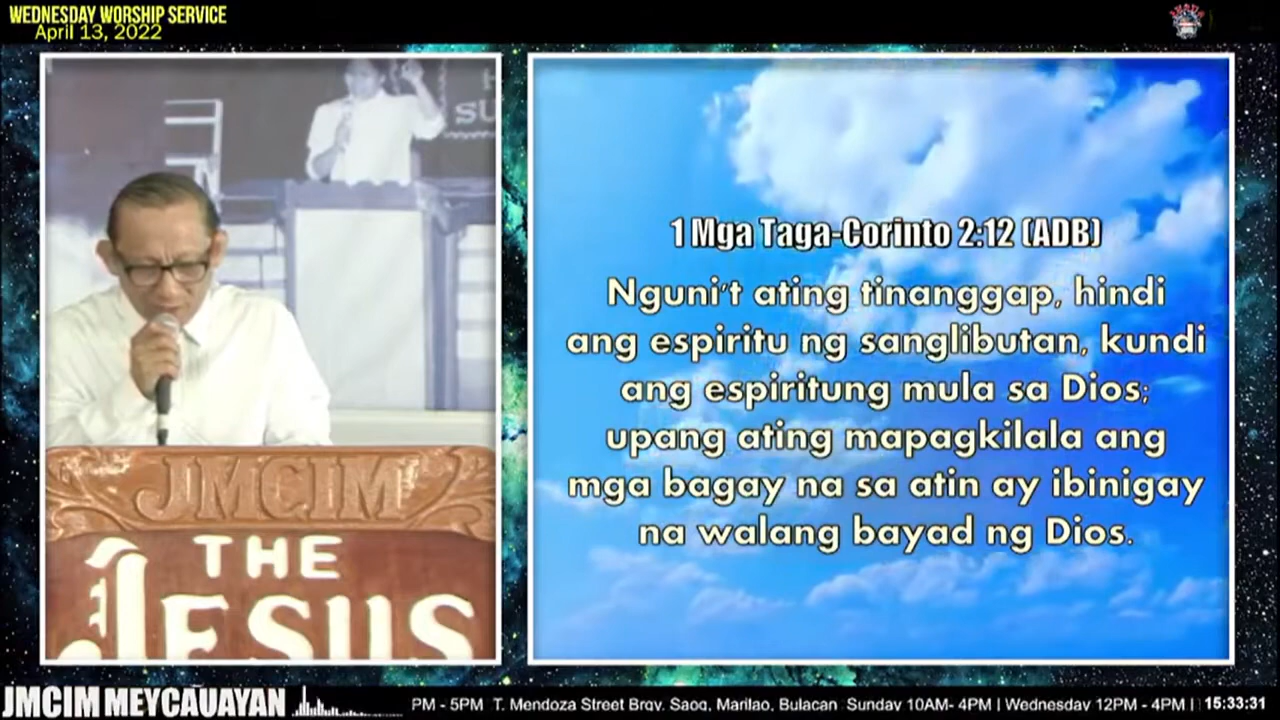 WEDNESDAY WORSHIP SERVICE
April 13, 2022
SU
JMCIM
THE
JESUS
1 Mga Taga-Corinto 2:12 (ADB)
Nguni't ating tinanggap, hindi
ang espiritu ng sanglibutan, kundi
ang espiritung mula sa Dios;
upang ating mapagkilala ang
mga bagay na sa atin ay ibinigay
na walang bayad ng Dios.
JMCIM MEYCAUAYAN
PM - 5PM T. Mendoza Street Brgy. Saog, Marilao, Bulacan Sunday 10AM- 4PM | Wednesday 12PM - 4PM | 15:33:31